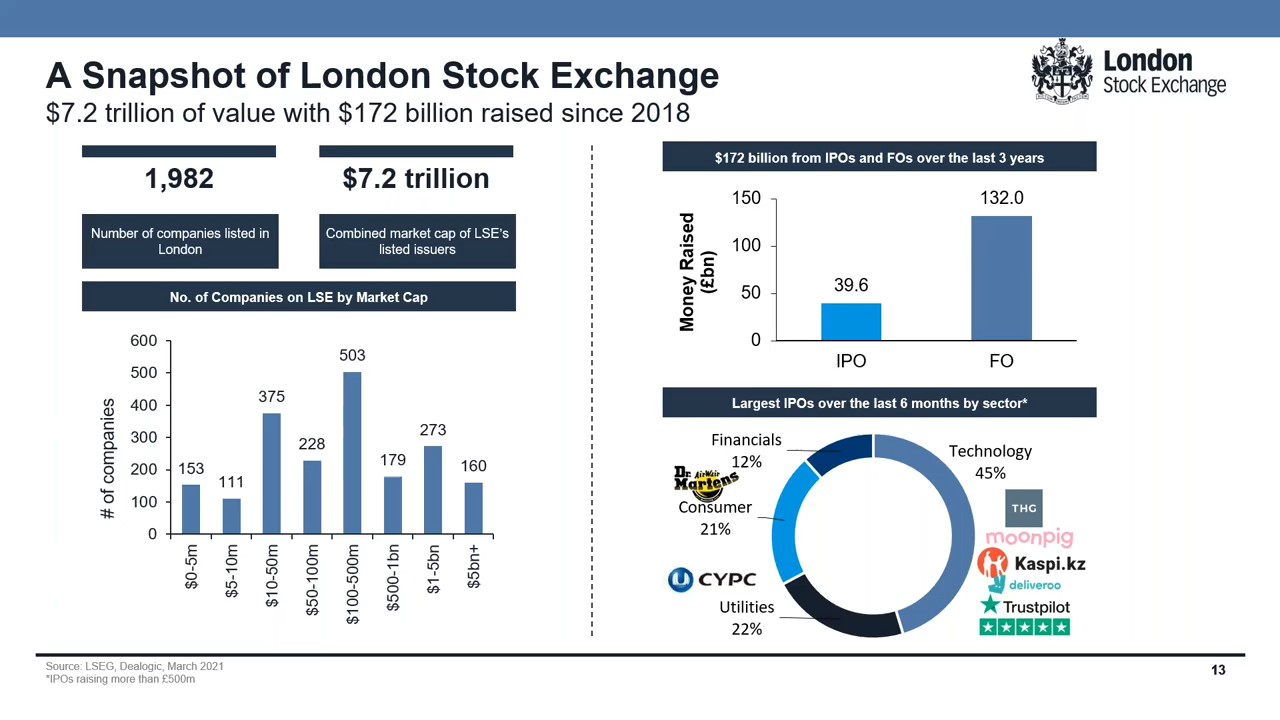 A Snapshot of London Stock Exchange
$7.2 trillion of value with $172 billion raised since 2018
London
Stock Exchange
1,982
Number of companies listed in
London
$7.2 trillion
Combined market cap of LSE's
listed issuers
No. of Companies on LSE by Market Cap
# of companies
600
500
400
300
200
100
0
153
111
375
228
503
179
273
160
$0-5m
$5-10m
$10-50m
$50-100m
$100-500m
$500-1bn
$1-5bn
$5bn+
$172 billion from IPOs and FOs over the last 3 years
Money Raised
(£bn)
150
100
50
0
39.6
132.0
IPO
FO
Largest IPOs over the last 6 months by sector*
Financials
12%
Dr.
AirWair
Martens
Consumer
21%
CYPC
Utilities
22%
Technology
45%
THG
moonpig
Kaspi.kz
deliveroo
Trustpilot
Source: LSEG, Dealogic, March 2021
*IPOs raising more than £500m
13